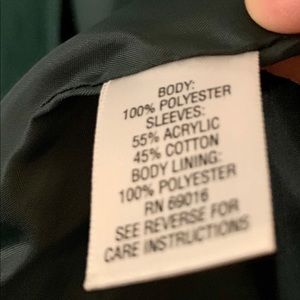 BODY:
100% POLYESTER
SLEEVES:
55% ACRYLIC
45% COTTON
BODY LINING:
100% POLYESTER
RN 69016
SEE REVERSE FOR
CARE INSTRUCTIONS